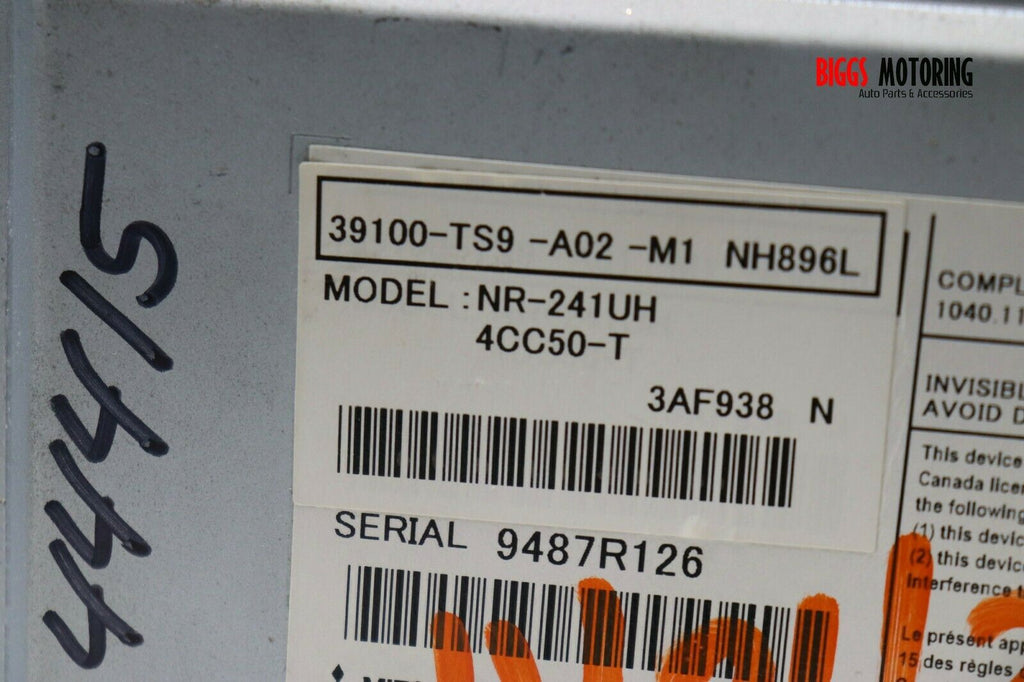 BIGGS MOTORING
Auto Parts & Accessories
44415
39100-TS9 -A02 -M1 NH896L
MODEL : NR-241UH
4CC50-T
3AF938 N
SERIAL 9487R126
COMPL
1040.11
INVISIBL
AVOID D
This device
Canada licen
the following
(1) this devic
(2) this devic
Interference t
Le présent app
15 des règles